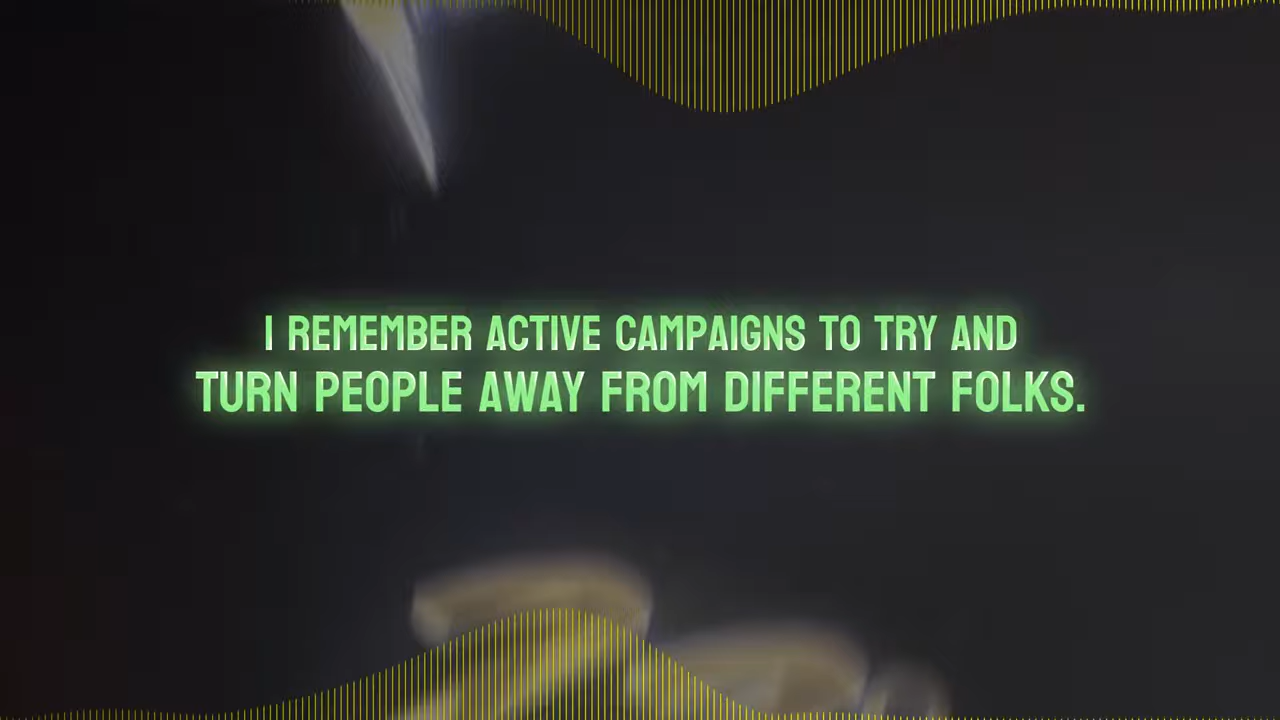 I REMEMBER ACTIVE CAMPAIGNS TO TRY AND
TURN PEOPLE AWAY FROM DIFFERENT FOLKS.